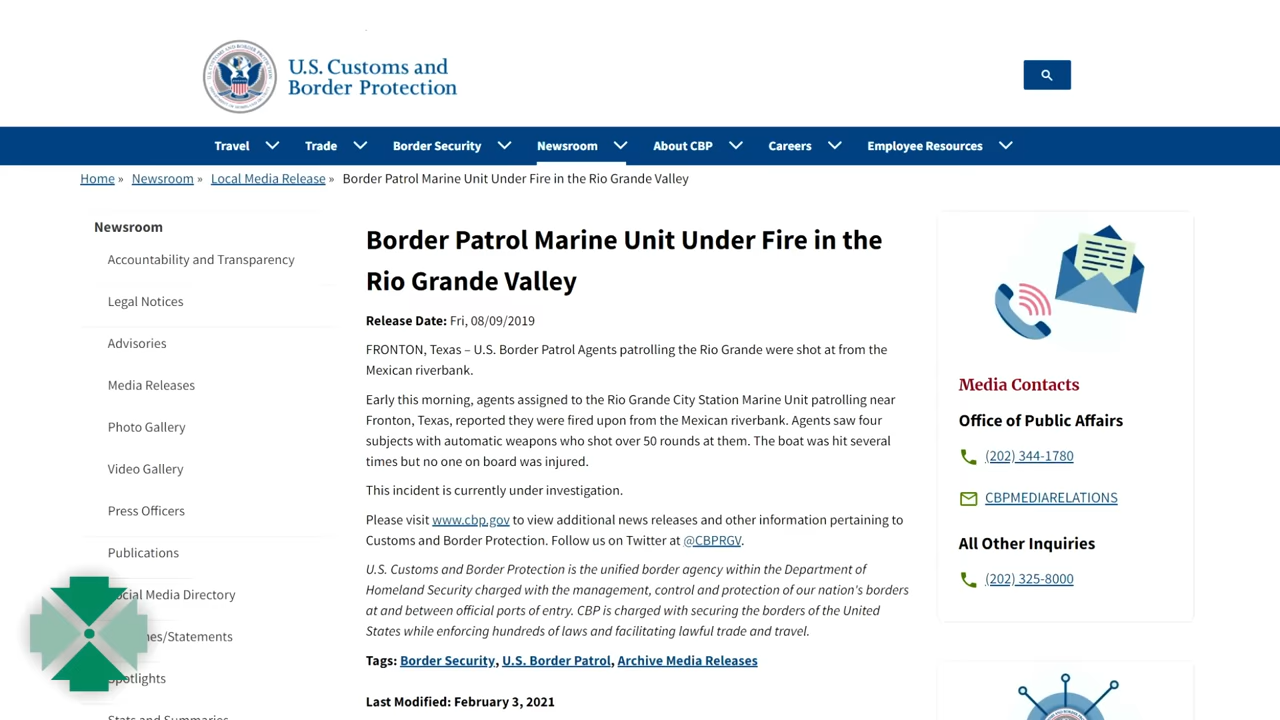 U.S. Customs and
Border Protection
Travel
Trade
Border Security
Newsroom
About CBP
Careers
Employee Resources
Home » Newsroom » Local Media Release » Border Patrol Marine Unit Under Fire in the Rio Grande Valley
Newsroom
Accountability and Transparency
Legal Notices
Advisories
Media Releases
Photo Gallery
Video Gallery
Press Officers
Publications
Social Media Directory
hes/Statements
Spotlights
Stats and Summaries
Border Patrol Marine Unit Under Fire in the
Rio Grande Valley
Release Date: Fri, 08/09/2019
FRONTON, Texas – U.S. Border Patrol Agents patrolling the Rio Grande were shot at from the
Mexican riverbank.
Early this morning, agents assigned to the Rio Grande City Station Marine Unit patrolling near
Fronton, Texas, reported they were fired upon from the Mexican riverbank. Agents saw four
subjects with automatic weapons who shot over 50 rounds at them. The boat was hit several
times but no one on board was injured.
This incident is currently under investigation.
Please visit www.cbp.gov to view additional news releases and other information pertaining to
Customs and Border Protection. Follow us on Twitter at @CBPRGV.
U.S. Customs and Border Protection is the unified border agency within the Department of
Homeland Security charged with the management, control and protection of our nation's borders
at and between official ports of entry. CBP is charged with securing the borders of the United
States while enforcing hundreds of laws and facilitating lawful trade and travel.
Tags: Border Security, U.S. Border Patrol, Archive Media Releases
Last Modified: February 3, 2021
Media Contacts
Office of Public Affairs
(202) 344-1780
CBPMEDIARELATIONS
All Other Inquiries
(202) 325-8000